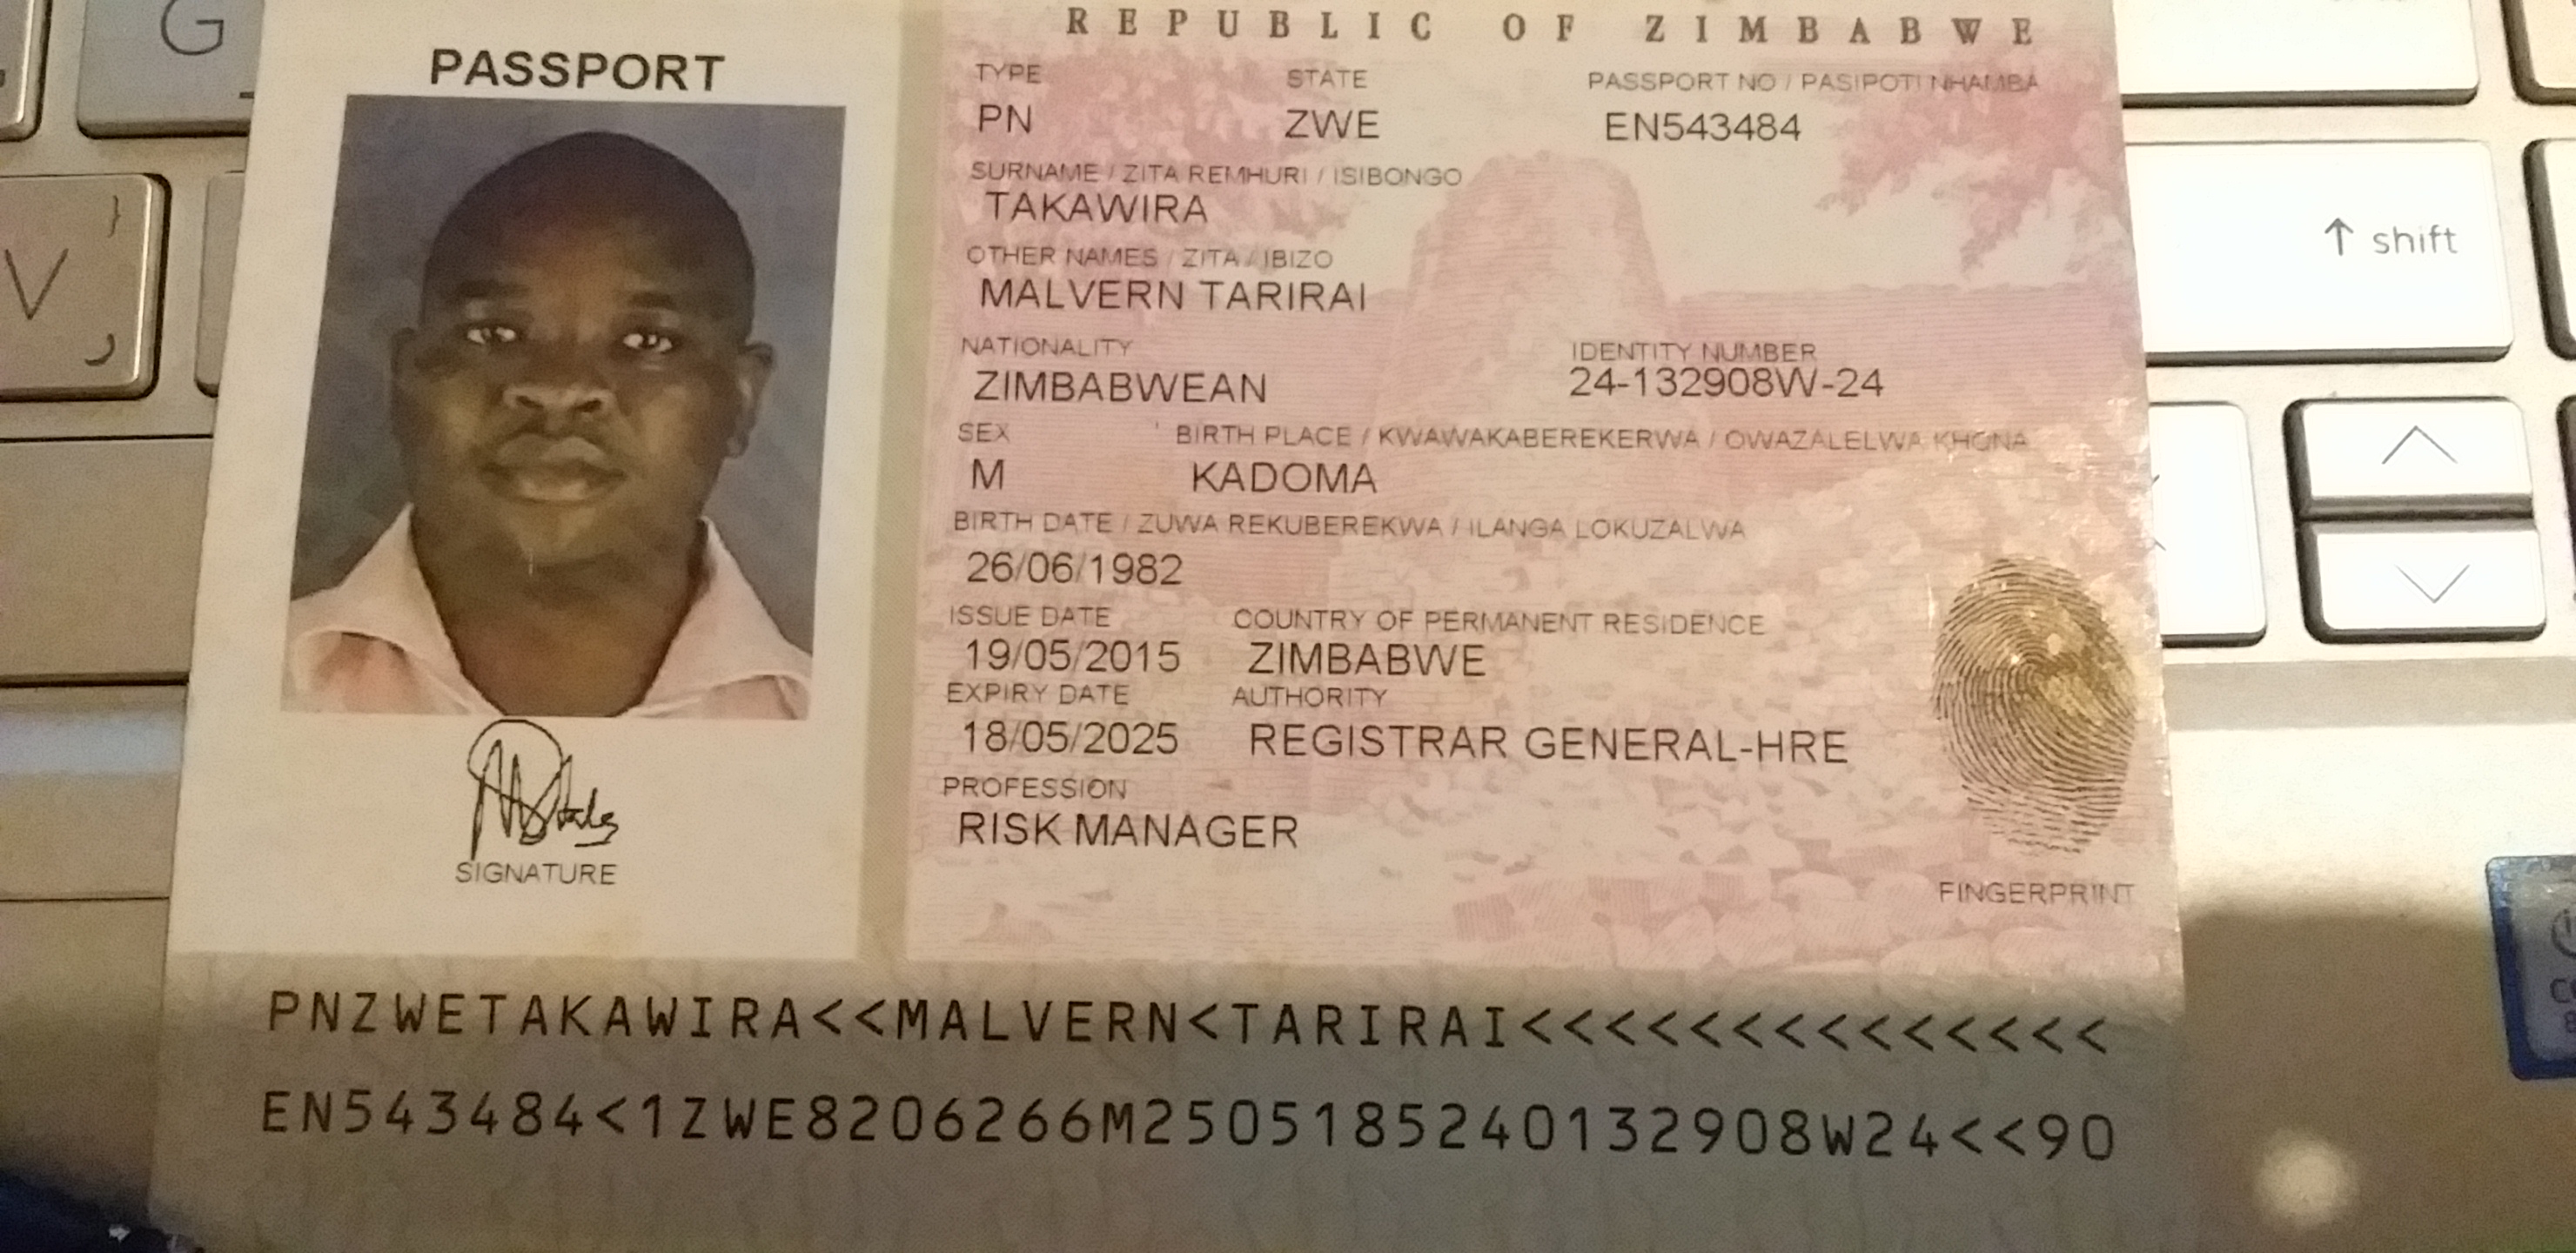 G
REPUBLIC OF ZIMBABWE
PASSPORT
TYPE STATE PASSPORT NO / PASIPOTI NHAMBA
PN ZWE EN543484
SURNAME / ZITA REMHURI / ISIBONGO
TAKAWIRA
OTHER NAMES / ZITA / IBIZO
MALVERN TARIRAI
NATIONALITY IDENTITY NUMBER
ZIMBABWEAN 24-132908W-24
SEX BIRTH PLACE / KWAWAKABEREKERWA / OWAZALELWA KHONA
M KADOMA
BIRTH DATE / ZUWA REKUBEREKWA / ILANGA LOKUZALWA
26/06/1982
ISSUE DATE COUNTRY OF PERMANENT RESIDENCE
19/05/2015 ZIMBABWE
EXPIRY DATE AUTHORITY
18/05/2025 REGISTRAR GENERAL-HRE
PROFESSION
RISK MANAGER
SIGNATURE
FINGERPRINT
PNZWETAKAWIRA<<MALVERN<TARIRAI<<<<<<<<<<<<<<
EN543484<1ZWE8206266M2505185240132908W24<<90
V }
↑ shift